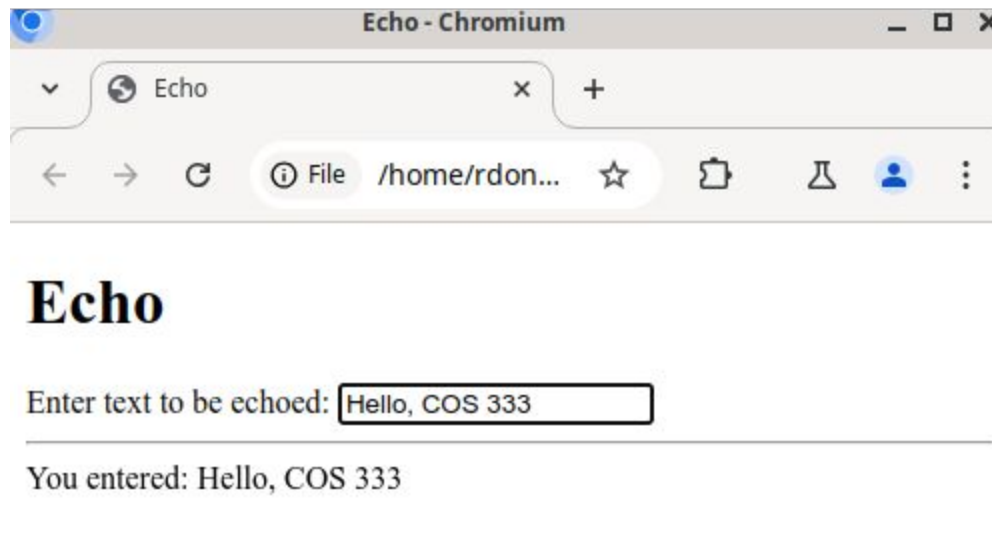 Echo - Chromium
Echo
File /home/rdon...
Echo
Enter text to be echoed: Hello, COS 333
You entered: Hello, COS 333